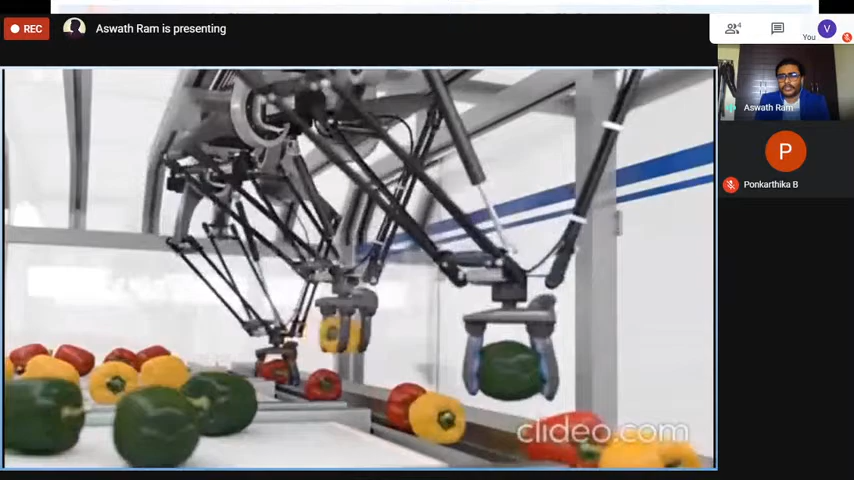 REC
Aswath Ram is presenting
4
You
V
Aswath Ram
P
Ponkarthika B
clideo.com